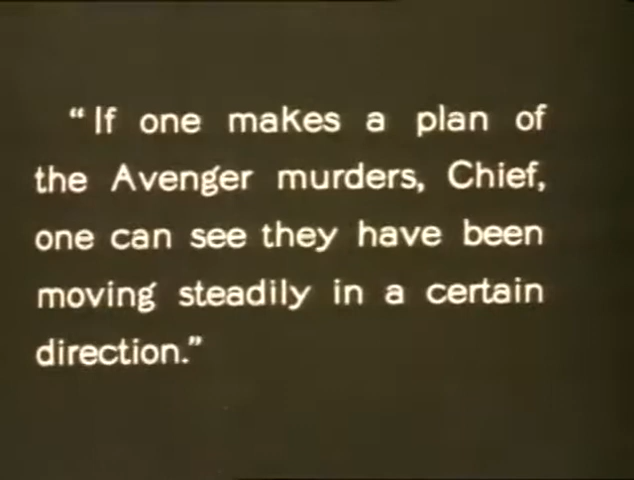 “If one makes a plan of
the Avenger murders, Chief,
one can see they have been
moving steadily in a certain
direction.”